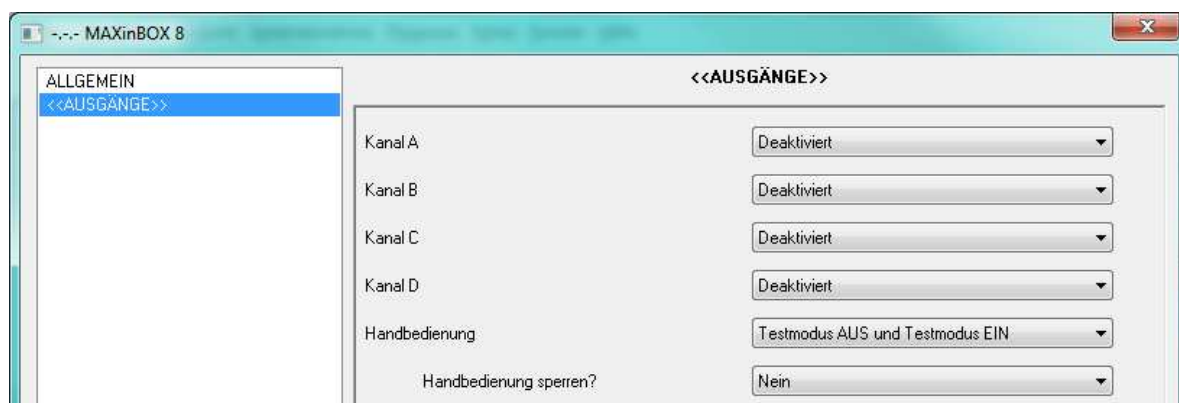 -.-.- MAXinBOX 8
ALLGEMEIN
<<AUSGÄNGE>>
<<AUSGÄNGE>>
Kanal A
Deaktiviert
Kanal B
Deaktiviert
Kanal C
Deaktiviert
Kanal D
Deaktiviert
Handbedienung
Testmodus AUS und Testmodus EIN
Handbedienung sperren?
Nein